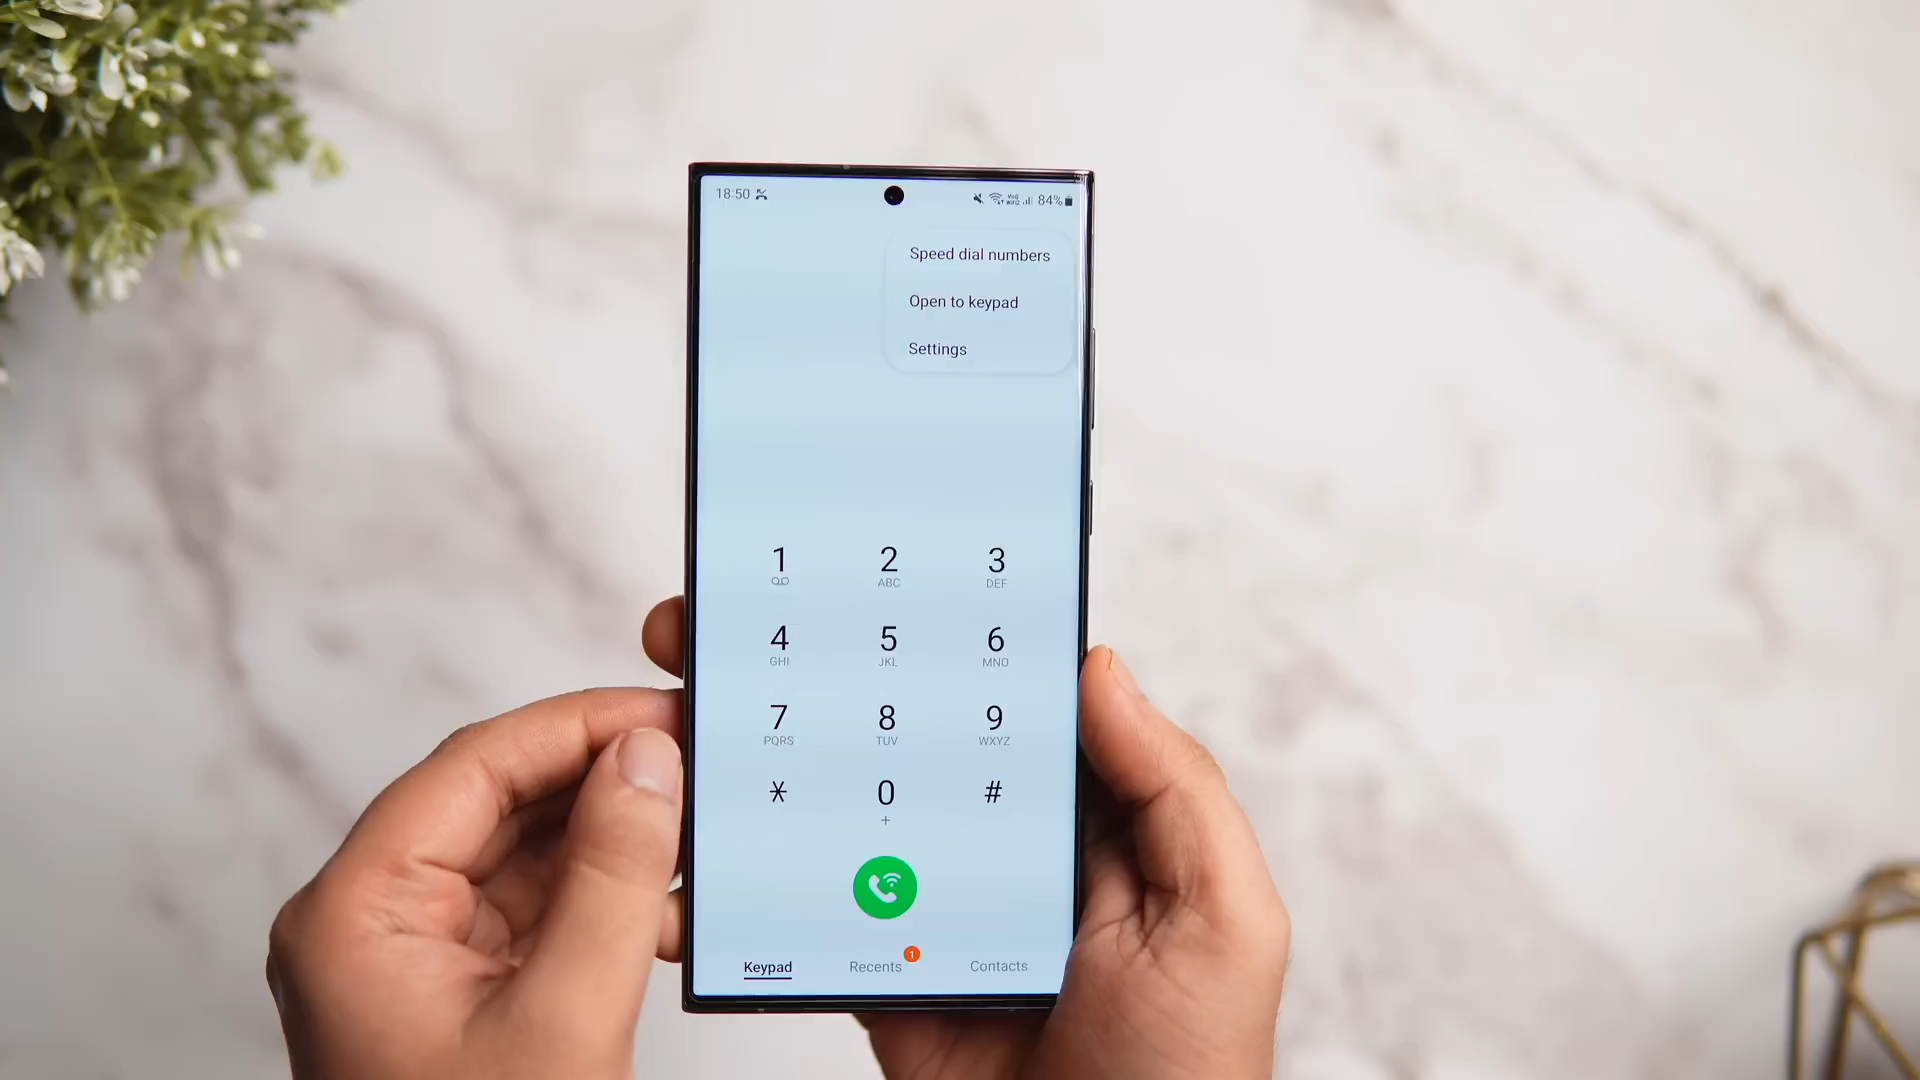 18:50
84%
Speed dial numbers
Open to keypad
Settings
1 2 3
ABC DEF
4 5 6
GHI JKL MNO
7 8 9
PQRS TUV WXYZ
* 0 #
+
1
Keypad Recents Contacts